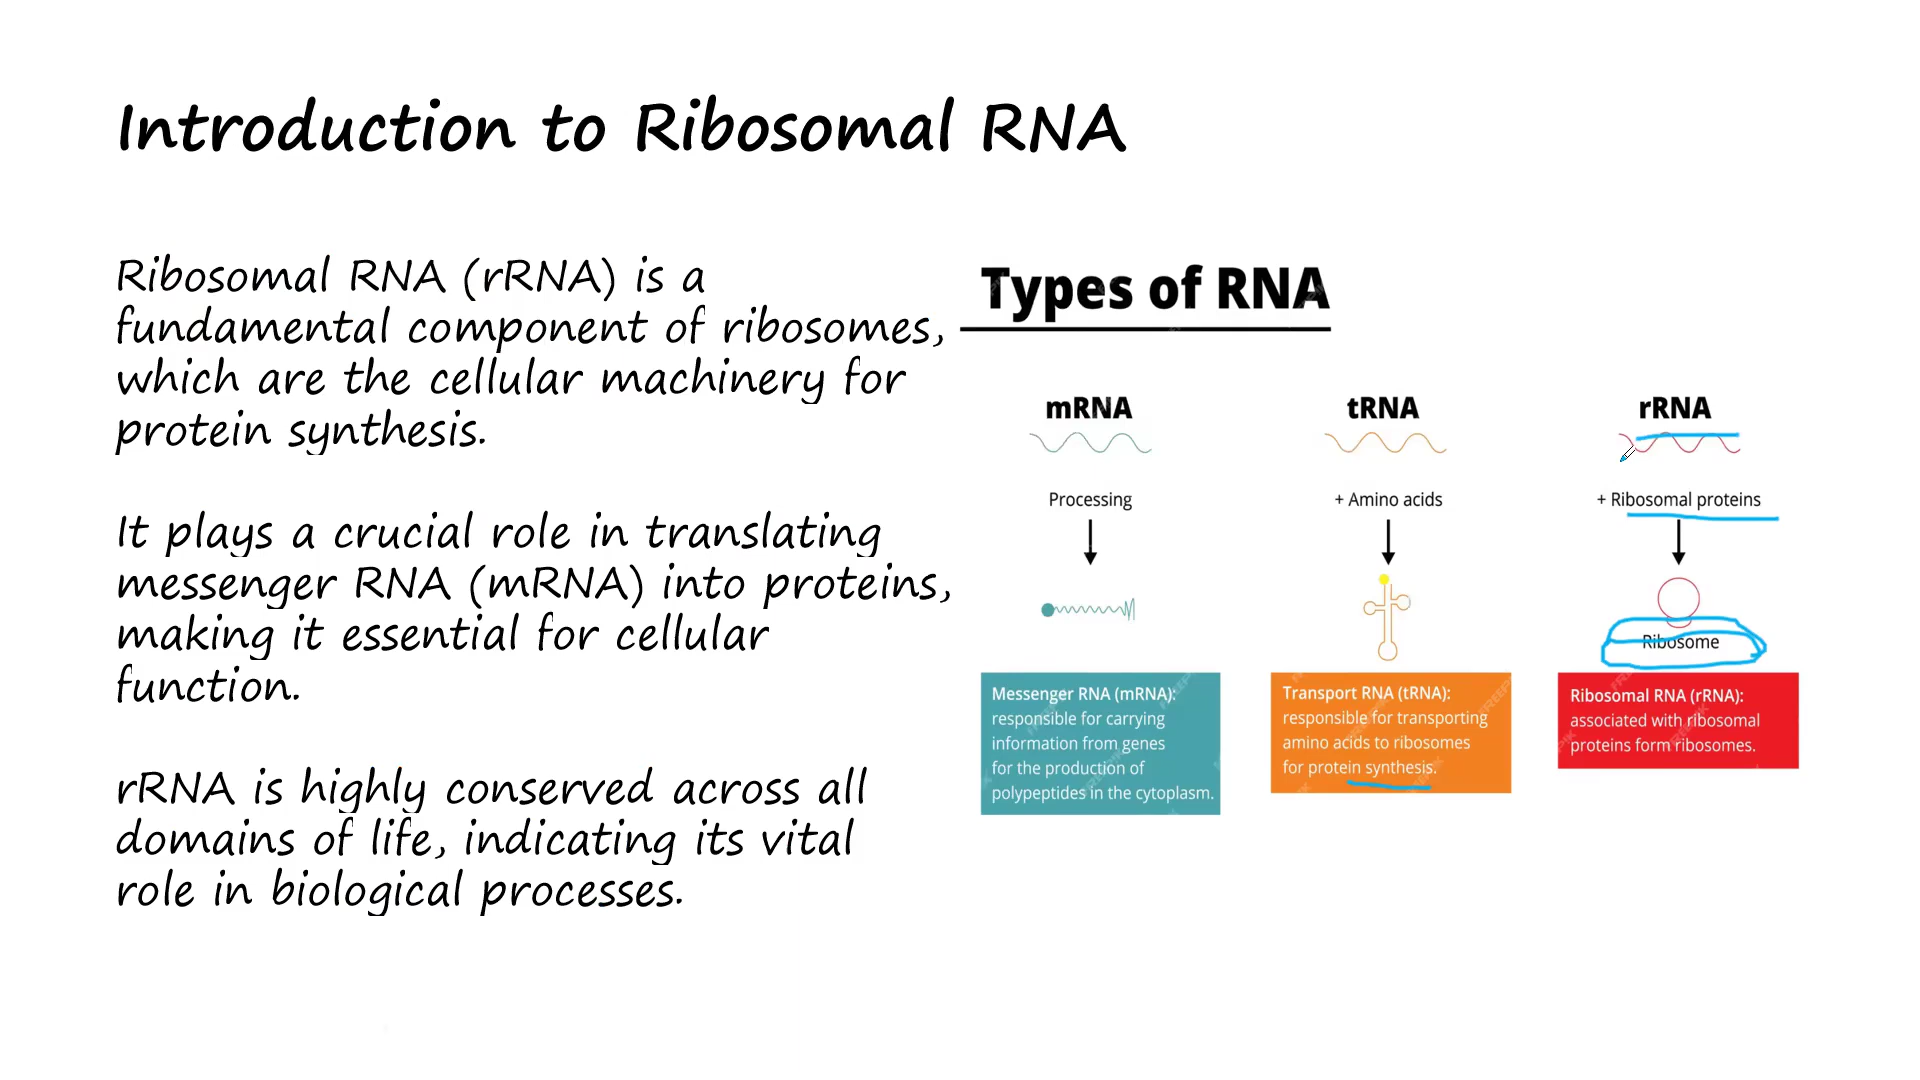 Introduction to Ribosomal RNA
Ribosomal RNA (rRNA) is a
fundamental component of ribosomes,
which are the cellular machinery for
protein synthesis.
It plays a crucial role in translating
messenger RNA (mRNA) into proteins,
making it essential for cellular
function.
rRNA is highly conserved across all
domains of life, indicating its vital
role in biological processes.
Types of RNA
mRNA
Processing
Messenger RNA (mRNA):
responsible for carrying
information from genes
for the production of
polypeptides in the cytoplasm.
tRNA
+ Amino acids
Transport RNA (tRNA):
responsible for transporting
amino acids to ribosomes
for protein synthesis.
rRNA
+ Ribosomal proteins
Ribosome
Ribosomal RNA (rRNA):
associated with ribosomal
proteins form ribosomes.